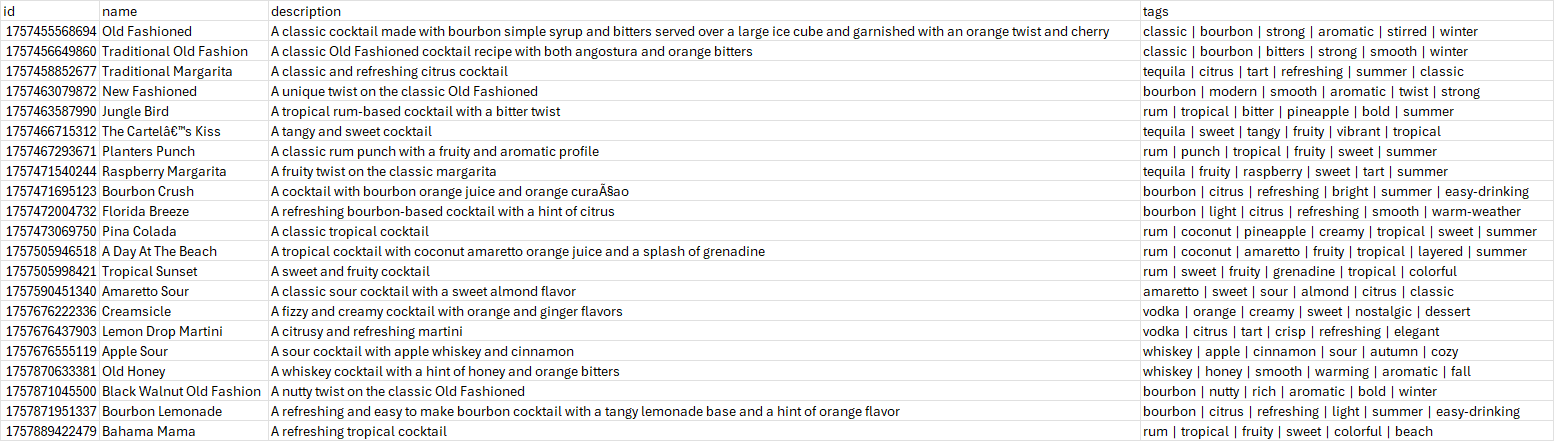 id name description tags
1757455568694 Old Fashioned A classic cocktail made with bourbon simple syrup and bitters served over a large ice cube and garnished with an orange twist and cherry classic | bourbon | strong | aromatic | stirred | winter
1757456649860 Traditional Old Fashion A classic Old Fashioned cocktail recipe with both angostura and orange bitters classic | bourbon | bitters | strong | smooth | winter
1757458852677 Traditional Margarita A classic and refreshing citrus cocktail tequila | citrus | tart | refreshing | summer | classic
1757463079872 New Fashioned A unique twist on the classic Old Fashioned bourbon | modern | smooth | aromatic | twist | strong
1757463587990 Jungle Bird A tropical rum-based cocktail with a bitter twist rum | tropical | bitter | pineapple | bold | summer
1757466715312 The Cartelâ€™s Kiss A tangy and sweet cocktail tequila | sweet | tangy | fruity | vibrant | tropical
1757467293671 Planters Punch A classic rum punch with a fruity and aromatic profile rum | punch | tropical | fruity | sweet | summer
1757471540244 Raspberry Margarita A fruity twist on the classic margarita tequila | fruity | raspberry | sweet | tart | summer
1757471695123 Bourbon Crush A cocktail with bourbon orange juice and orange curaÃ§ao bourbon | citrus | refreshing | bright | summer | easy-drinking
1757472004732 Florida Breeze A refreshing bourbon-based cocktail with a hint of citrus bourbon | light | citrus | refreshing | smooth | warm-weather
1757473069750 Pina Colada A classic tropical cocktail rum | coconut | pineapple | creamy | tropical | sweet | summer
1757505946518 A Day At The Beach A tropical cocktail with coconut amaretto orange juice and a splash of grenadine rum | coconut | amaretto | fruity | tropical | layered | summer
1757505998421 Tropical Sunset A sweet and fruity cocktail rum | sweet | fruity | grenadine | tropical | colorful
1757590451340 Amaretto Sour A classic sour cocktail with a sweet almond flavor amaretto | sweet | sour | almond | citrus | classic
1757676222336 Creamsicle A fizzy and creamy cocktail with orange and ginger flavors vodka | orange | creamy | sweet | nostalgic | dessert
1757676437903 Lemon Drop Martini A citrusy and refreshing martini vodka | citrus | tart | crisp | refreshing | elegant
1757676555119 Apple Sour A sour cocktail with apple whiskey and cinnamon whiskey | apple | cinnamon | sour | autumn | cozy
1757870633381 Old Honey A whiskey cocktail with a hint of honey and orange bitters whiskey | honey | smooth | warming | aromatic | fall
1757871045500 Black Walnut Old Fashion A nutty twist on the classic Old Fashioned bourbon | nutty | rich | aromatic | bold | winter
1757871951337 Bourbon Lemonade A refreshing and easy to make bourbon cocktail with a tangy lemonade base and a hint of orange flavor bourbon | citrus | refreshing | light | summer | easy-drinking
1757889422479 Bahama Mama A refreshing tropical cocktail rum | tropical | fruity | sweet | colorful | beach